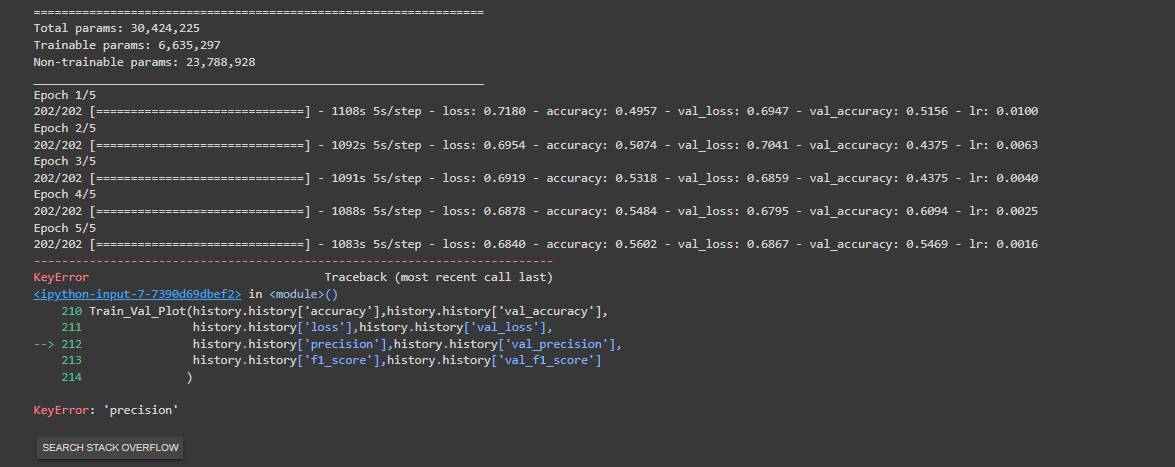 =================================================================
Total params: 30,424,225
Trainable params: 6,635,297
Non-trainable params: 23,788,928
_________________________________________________________________
Epoch 1/5
202/202 [==============================] - 1108s 5s/step - loss: 0.7180 - accuracy: 0.4957 - val_loss: 0.6947 - val_accuracy: 0.5156 - lr: 0.0100
Epoch 2/5
202/202 [==============================] - 1092s 5s/step - loss: 0.6954 - accuracy: 0.5074 - val_loss: 0.7041 - val_accuracy: 0.4375 - lr: 0.0063
Epoch 3/5
202/202 [==============================] - 1091s 5s/step - loss: 0.6919 - accuracy: 0.5318 - val_loss: 0.6859 - val_accuracy: 0.4375 - lr: 0.0040
Epoch 4/5
202/202 [==============================] - 1088s 5s/step - loss: 0.6878 - accuracy: 0.5484 - val_loss: 0.6795 - val_accuracy: 0.6094 - lr: 0.0025
Epoch 5/5
202/202 [==============================] - 1083s 5s/step - loss: 0.6840 - accuracy: 0.5602 - val_loss: 0.6867 - val_accuracy: 0.5469 - lr: 0.0016
---------------------------------------------------------------------------
KeyError                                  Traceback (most recent call last)
<ipython-input-7-7390d69dbef2> in <module>()
    210 Train_Val_Plot(history.history['accuracy'],history.history['val_accuracy'],
    211                history.history['loss'],history.history['val_loss'],
--> 212                history.history['precision'],history.history['val_precision'],
    213                history.history['f1_score'],history.history['val_f1_score']
    214               )

KeyError: 'precision'
SEARCH STACK OVERFLOW